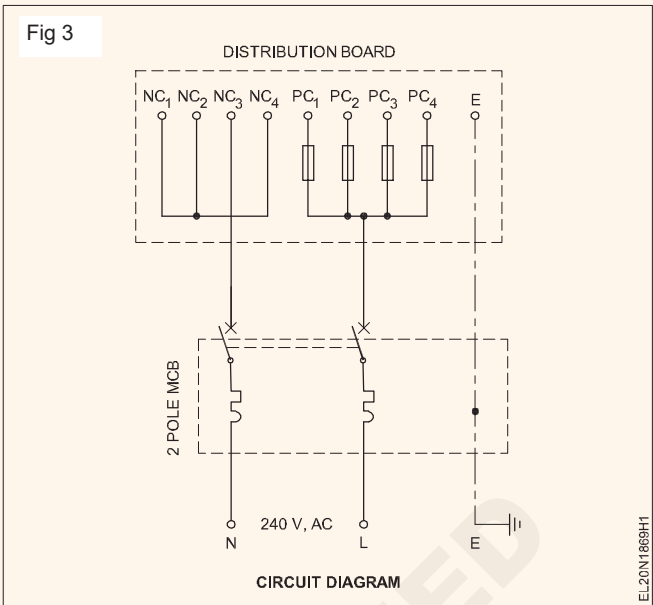 Fig 3
DISTRIBUTION BOARD
NC1 NC2 NC3 NC4 PC1 PC2 PC3 PC4 E
2 POLE MCB
N 240 V, AC L E
CIRCUIT DIAGRAM
EL20N1869H1